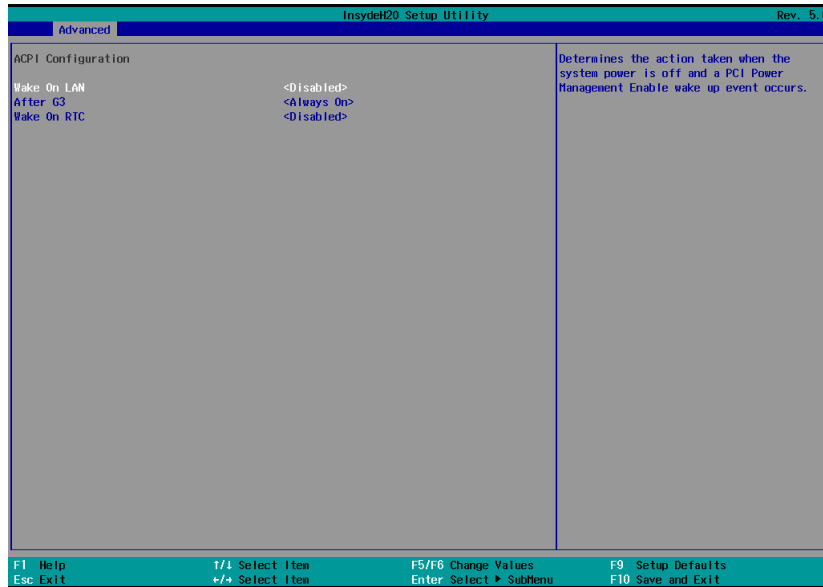 InsydeH20 Setup Utility Rev. 5.
Advanced
ACPI Configuration
Wake On LAN <Disabled>
After G3 <Always On>
Wake On RTC <Disabled>
Determines the action taken when the
system power is off and a PCI Power
Management Enable wake up event occurs.
F1 Help ↑/↓ Select Item F5/F6 Change Values F9 Setup Defaults
Esc Exit ←/→ Select Item Enter Select ▶ SubMenu F10 Save and Exit